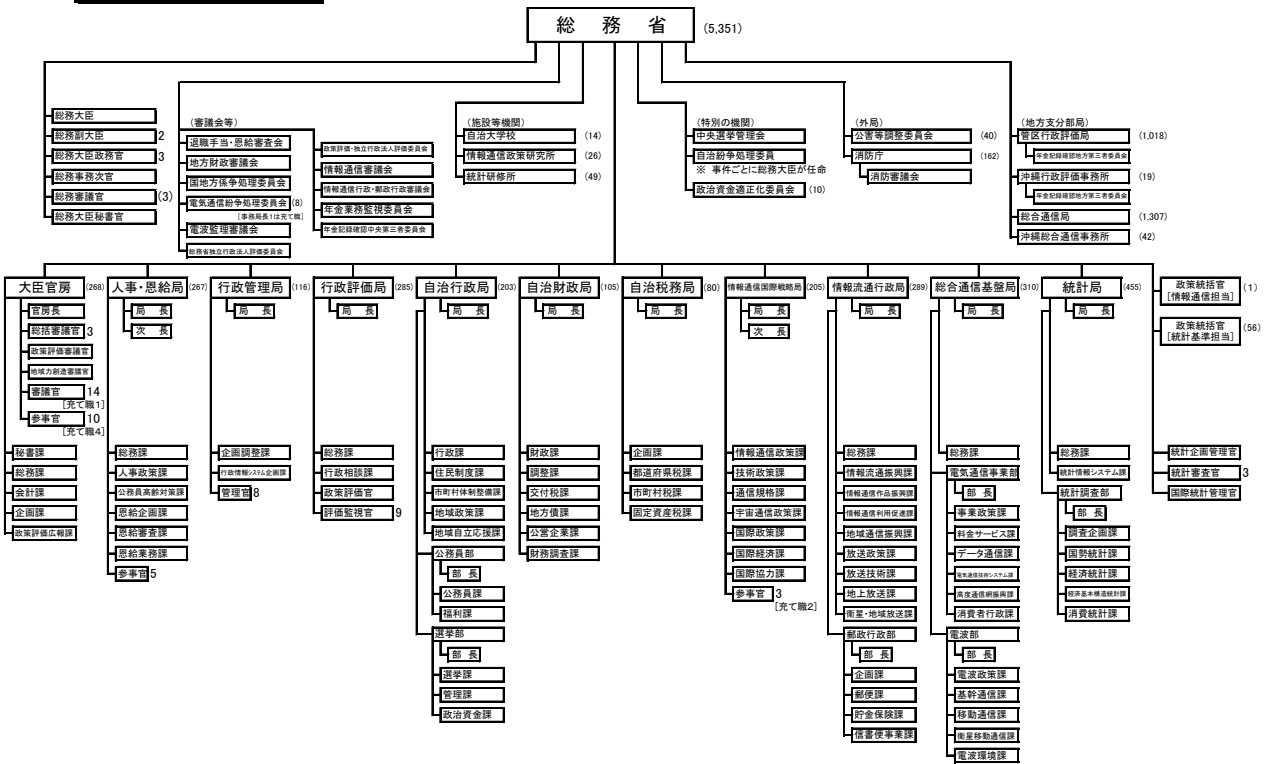 総務省 (5,351)
総務大臣
総務副大臣 2
総務大臣政務官 3
総務事務次官
総務審議官 (3)
総務大臣秘書官
(審議会等)
退職手当・恩給審査会
地方財政審議会
国地方係争処理委員会
電気通信紛争処理委員会 (8)
[事務局長1は充て職]
電波監理審議会
総務省独立行政法人評価委員会
政策評価・独立行政法人評価委員会
情報通信審議会
情報通信行政・郵政行政審議会
年金業務監視委員会
年金記録確認中央第三者委員会
(施設等機関)
自治大学校 (14)
情報通信政策研究所 (26)
統計研修所 (49)
(特別の機関)
中央選挙管理会
自治紛争処理委員
※ 事件ごとに総務大臣が任命
政治資金適正化委員会 (10)
(外局)
公害等調整委員会 (40)
消防庁 (162)
消防審議会
(地方支分部局)
管区行政評価局 (1,018)
年金記録確認地方第三者委員会
沖縄行政評価事務所 (19)
年金記録確認地方第三者委員会
総合通信局 (1,307)
沖縄総合通信事務所 (42)
大臣官房 (268)
官房長
総括審議官 3
政策評価審議官
地域力創造審議官
審議官 14
[充て職1]
参事官 10
[充て職4]
秘書課
総務課
会計課
企画課
政策評価広報課
人事・恩給局 (267)
局 長
次 長
総務課
人事政策課
公務員高齢対策課
恩給企画課
恩給審査課
恩給業務課
参事官 5
行政管理局 (116)
局 長
企画調整課
行政情報システム企画課
管理官 8
行政評価局 (285)
局 長
総務課
行政相談課
政策評価官
評価監視官 9
自治行政局 (203)
局 長
行政課
住民制度課
市町村体制整備課
地域政策課
地域自立応援課
公務員部
部 長
公務員課
福利課
選挙部
部 長
選挙課
管理課
政治資金課
自治財政局 (105)
局 長
財政課
調整課
交付税課
地方債課
公営企業課
財務調査課
自治税務局 (80)
局 長
企画課
都道府県税課
市町村税課
固定資産税課
情報通信国際戦略局 (205)
局 長
次 長
情報通信政策課
技術政策課
通信規格課
宇宙通信政策課
国際政策課
国際経済課
国際協力課
参事官 3
[充て職2]
情報流通行政局 (289)
局 長
総務課
情報流通振興課
情報通信作品振興課
情報通信利用促進課
地域通信振興課
放送政策課
放送技術課
地上放送課
衛星・地域放送課
郵政行政部
部 長
企画課
郵便課
貯金保険課
信書便事業課
総合通信基盤局 (310)
局 長
総務課
電気通信事業部
部 長
事業政策課
料金サービス課
データ通信課
電気通信技術システム課
高度通信網振興課
消費者行政課
電波部
部 長
電波政策課
基幹通信課
移動通信課
衛星移動通信課
電波環境課
統計局 (455)
局 長
総務課
統計情報システム課
統計調査部
部 長
調査企画課
国勢統計課
経済統計課
経済基本構造統計課
消費統計課
政策統括官
[情報通信担当] (1)
政策統括官
[統計基準担当] (56)
統計企画管理官
統計審査官 3
国際統計管理官